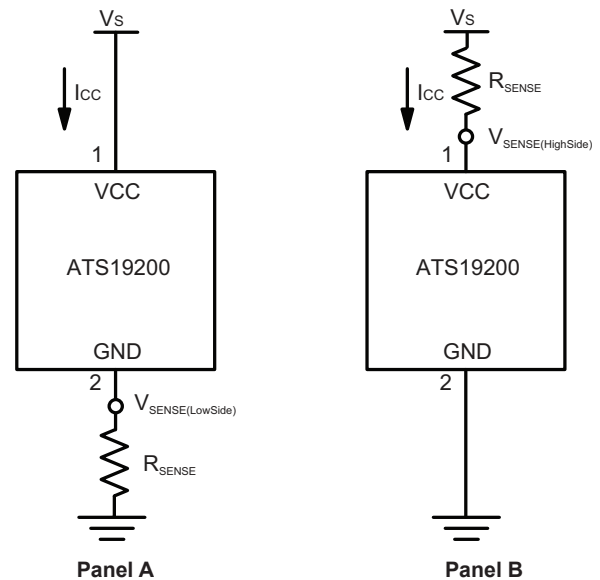 VS
ICC
1
VCC
ATS19200
GND
2
VSENSE(LowSide)
RSENSE
Panel A
VS
RSENSE
ICC
VSENSE(HighSide)
1
VCC
ATS19200
GND
2
Panel B